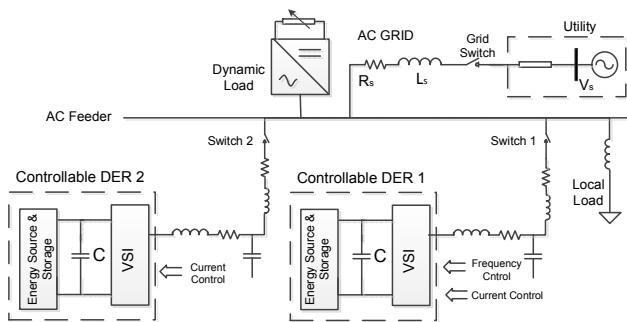 AC GRID
Utility
Grid
Switch
Dynamic
Load
Rs
Ls
Vs
AC Feeder
Switch 2
Switch 1
Controllable DER 2
Controllable DER 1
Local
Load
Energy Source &
Storage
C
VSI
Current
Control
Energy Source &
Storage
C
VSI
Frequency
Cntrol
Current Control